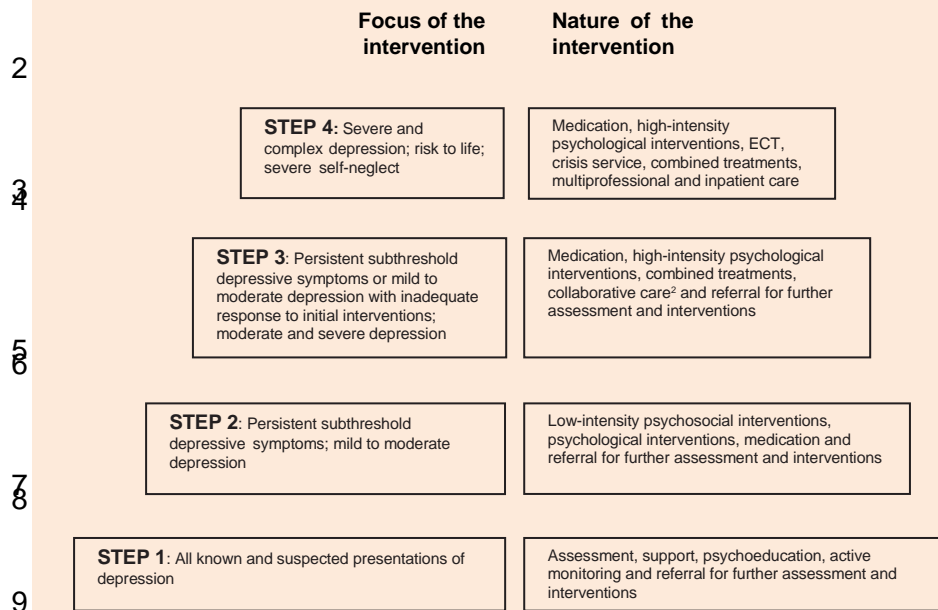 Focus of the
intervention
Nature of the
intervention
2
STEP 4: Severe and
complex depression; risk to life;
severe self-neglect
Medication, high-intensity
psychological interventions, ECT,
crisis service, combined treatments,
multiprofessional and inpatient care
3
4
STEP 3: Persistent subthreshold
depressive symptoms or mild to
moderate depression with inadequate
response to initial interventions;
moderate and severe depression
Medication, high-intensity psychological
interventions, combined treatments,
collaborative care² and referral for further
assessment and interventions
5
6
STEP 2: Persistent subthreshold
depressive symptoms; mild to moderate
depression
Low-intensity psychosocial interventions,
psychological interventions, medication and
referral for further assessment and interventions
7
8
STEP 1: All known and suspected presentations of
depression
Assessment, support, psychoeducation, active
monitoring and referral for further assessment and
interventions
9